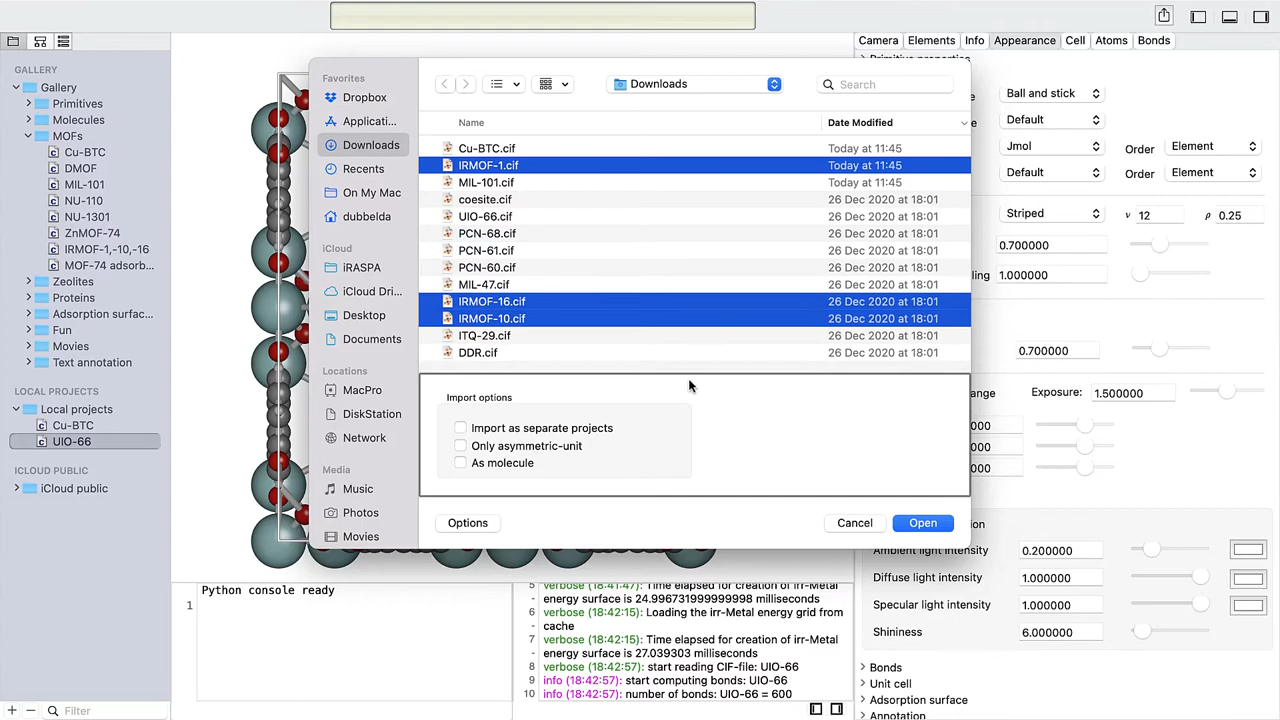 GALLERY
Gallery
Primitives
Molecules
MOFs
Cu-BTC
DMOF
MIL-101
NU-110
NU-1301
ZnMOF-74
IRMOF-1,-10,-16
MOF-74 adsorb...
Zeolites
Proteins
Adsorption surfac...
Fun
Movies
Text annotation
LOCAL PROJECTS
Local projects
Cu-BTC
UIO-66
ICLOUD PUBLIC
iCloud public
Filter
Favorites
Dropbox
Applicati...
Downloads
Recents
On My Mac
dubbelda
iCloud
iRASPA
iCloud Dri...
Desktop
Documents
Locations
MacPro
DiskStation
Network
Media
Music
Photos
Movies
Downloads
Search
Name Date Modified
Cu-BTC.cif Today at 11:45
IRMOF-1.cif Today at 11:45
MIL-101.cif Today at 11:45
coesite.cif 26 Dec 2020 at 18:01
UIO-66.cif 26 Dec 2020 at 18:01
PCN-68.cif 26 Dec 2020 at 18:01
PCN-61.cif 26 Dec 2020 at 18:01
PCN-60.cif 26 Dec 2020 at 18:01
MIL-47.cif 26 Dec 2020 at 18:01
IRMOF-16.cif 26 Dec 2020 at 18:01
IRMOF-10.cif 26 Dec 2020 at 18:01
ITQ-29.cif 26 Dec 2020 at 18:01
DDR.cif 26 Dec 2020 at 18:01
Import options
Import as separate projects
Only asymmetric-unit
As molecule
Options Cancel Open
Python console ready
1
energy surface is 24.996731999999998 milliseconds
6 verbose (18:42:15): Loading the irr-Metal energy grid from
- cache
7 verbose (18:42:15): Time elapsed for creation of irr-Metal
- energy surface is 27.039303 milliseconds
8 verbose (18:42:57): start reading CIF-file: UIO-66
9 info (18:42:57): start computing bonds: UIO-66
10 info (18:42:57): number of bonds: UIO-66 = 600
Camera Elements Info Appearance Cell Atoms Bonds
Ball and stick
Default
Jmol Order Element
Default Order Element
Striped ν 12 ρ 0.25
0.700000
ling 1.000000
0.700000
ange Exposure: 1.500000
000
000
000
Ambient light intensity 0.200000
Diffuse light intensity 1.000000
Specular light intensity 1.000000
Shininess 6.000000
Bonds
Unit cell
Adsorption surface
Annotation